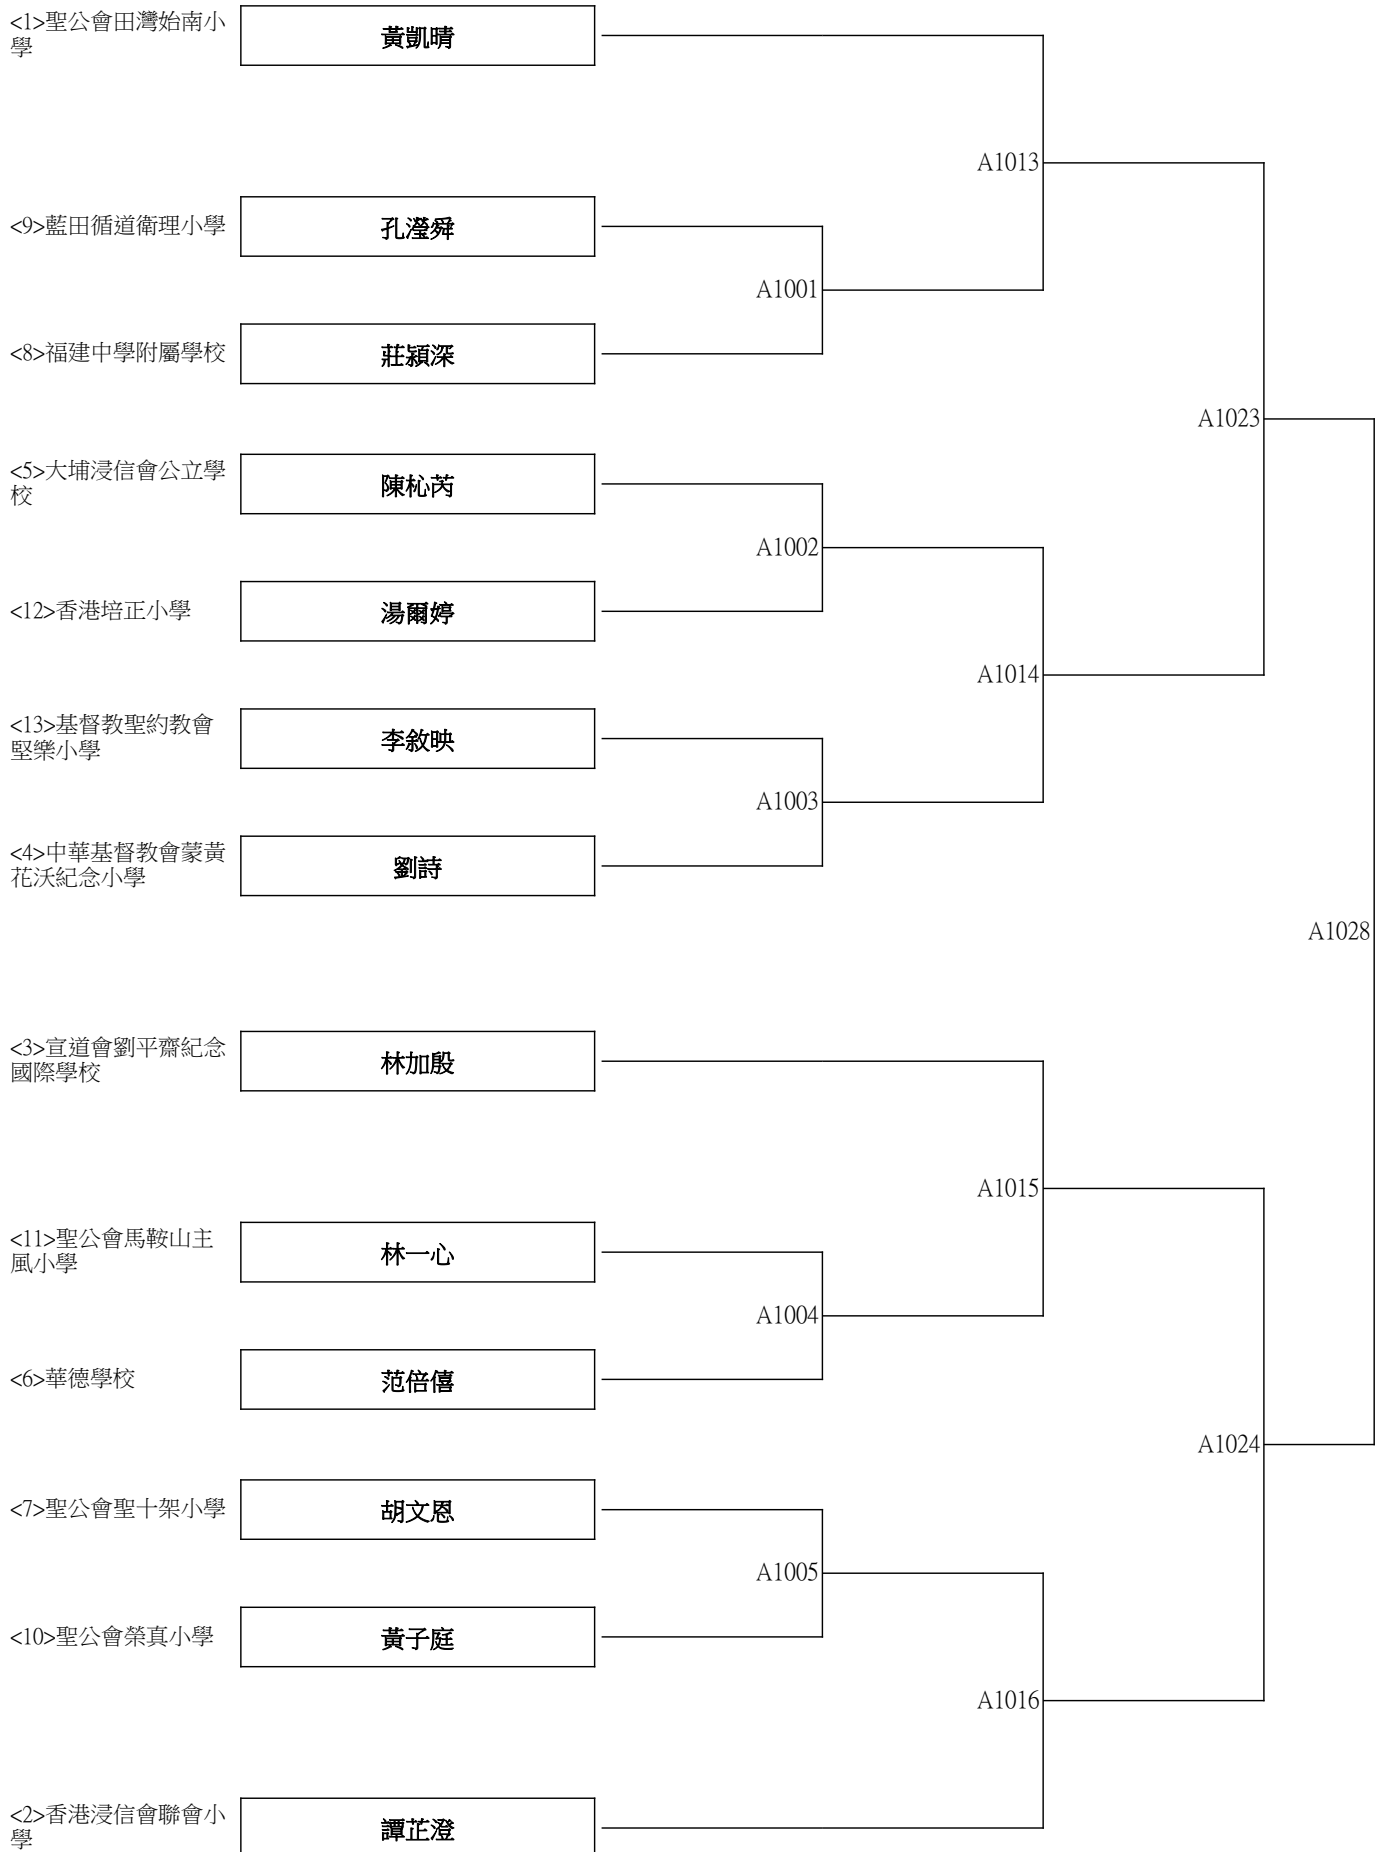 <1>聖公會田灣始南小
學
黃凱晴
A1013
<9>藍田循道衛理小學
孔瀅舜
A1001
<8>福建中學附屬學校
莊潁深
A1023
<5>大埔浸信會公立學
校
陳杺芮
A1002
<12>香港培正小學
湯爾婷
A1014
<13>基督教聖約教會
堅樂小學
李敘映
A1003
<4>中華基督教會蒙黃
花沃紀念小學
劉詩
A1028
<3>宣道會劉平齋紀念
國際學校
林加殷
A1015
<11>聖公會馬鞍山主
風小學
林一心
A1004
<6>華德學校
范倍僖
A1024
<7>聖公會聖十架小學
胡文恩
A1005
<10>聖公會榮真小學
黃子庭
A1016
<2>香港浸信會聯會小
學
譚芷澄